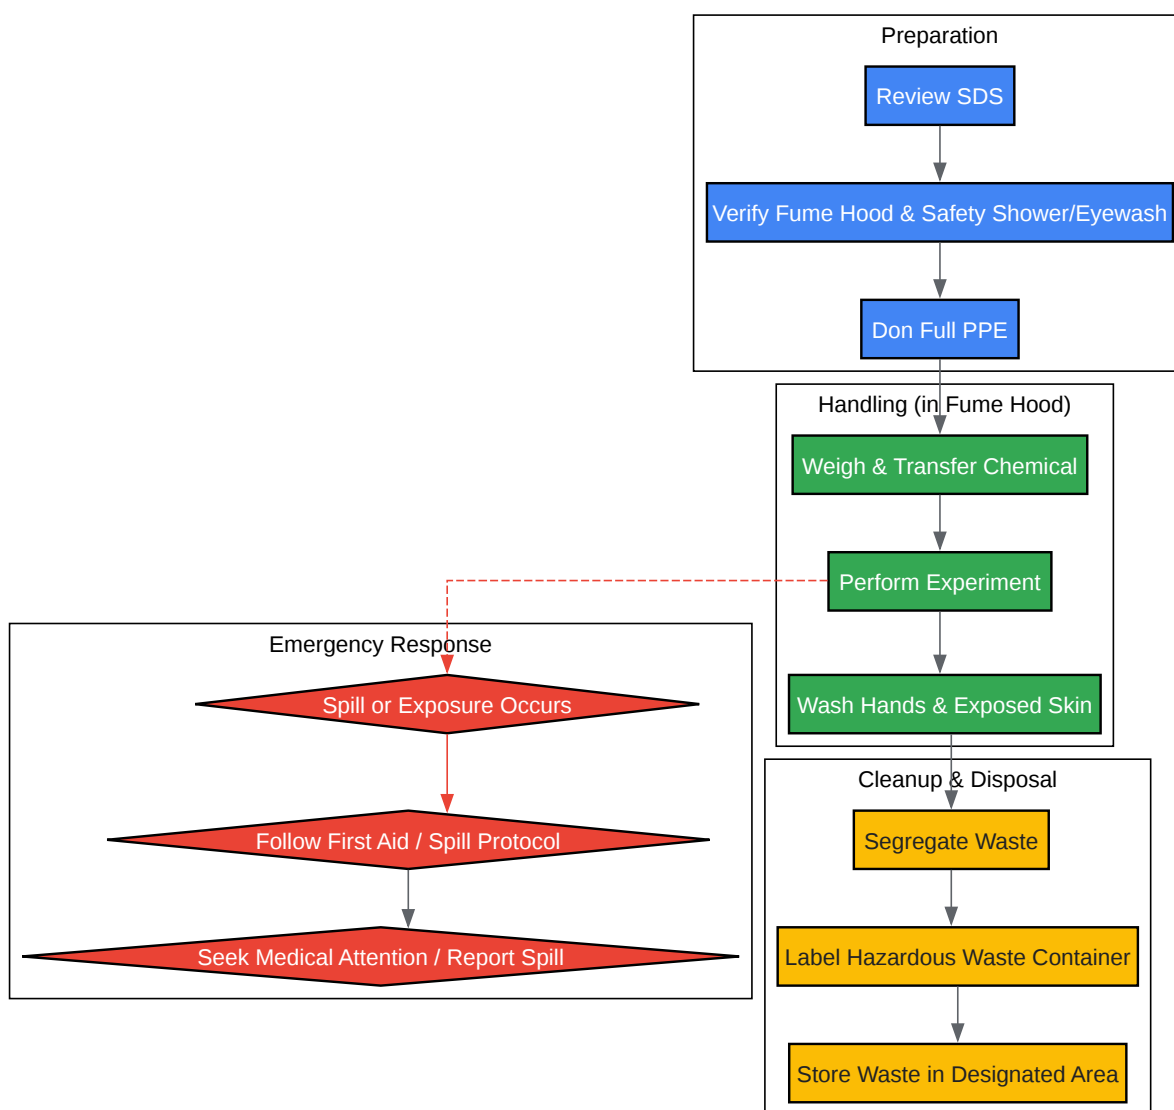 Preparation
Review SDS
Verify Fume Hood & Safety Shower/Eyewash
Don Full PPE
Handling (in Fume Hood)
Weigh & Transfer Chemical
Perform Experiment
Wash Hands & Exposed Skin
Emergency Response
Spill or Exposure Occurs
Follow First Aid / Spill Protocol
Seek Medical Attention / Report Spill
Cleanup & Disposal
Segregate Waste
Label Hazardous Waste Container
Store Waste in Designated Area